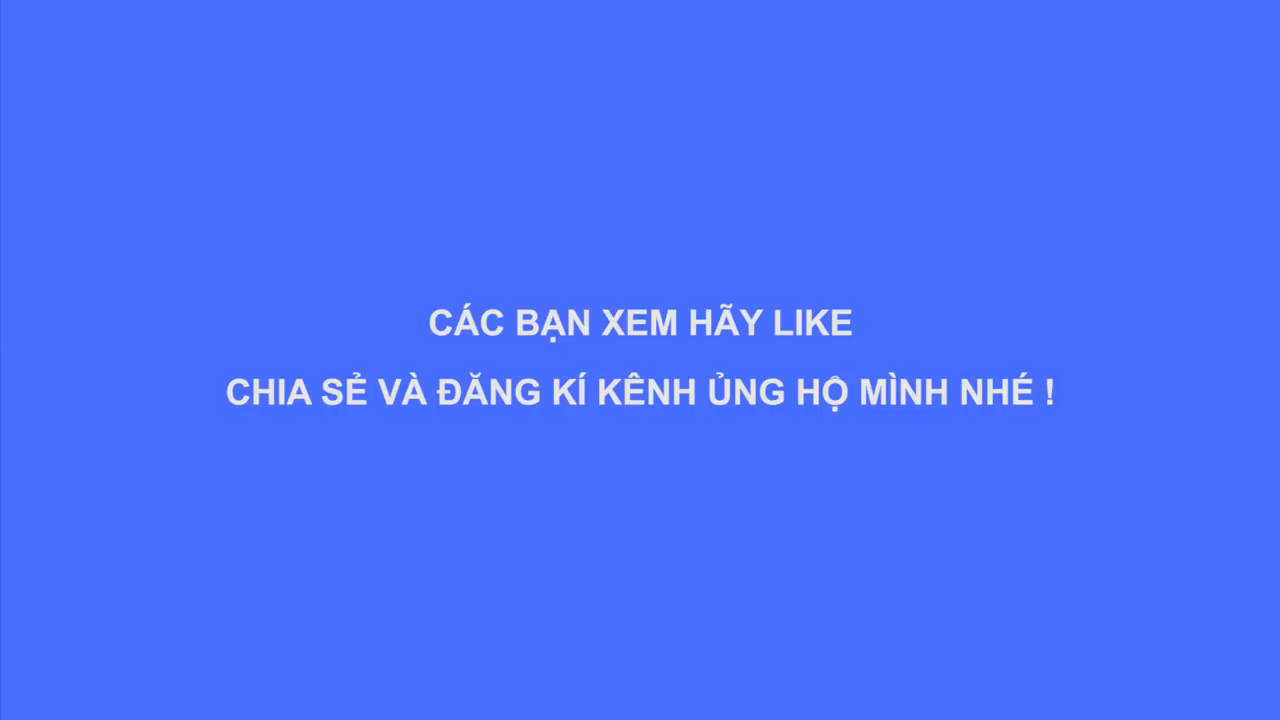 CÁC BẠN XEM HÃY LIKE
CHIA SẺ VÀ ĐĂNG KÍ KÊNH ỦNG HỘ MÌNH NHÉ !